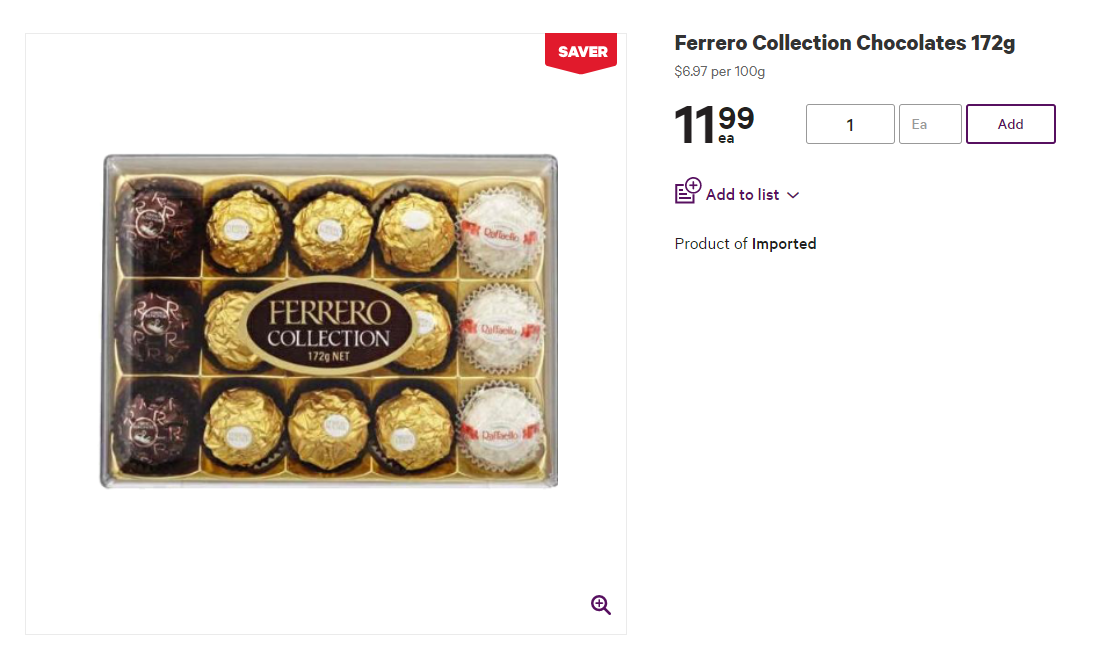 SAVER
Ferrero Collection Chocolates 172g
$6.97 per 100g
11 99
ea
1
Ea
Add
Add to list
Product of Imported
Raffaello
FERRERO
COLLECTION
172g NET
Raffaello
Raffaello